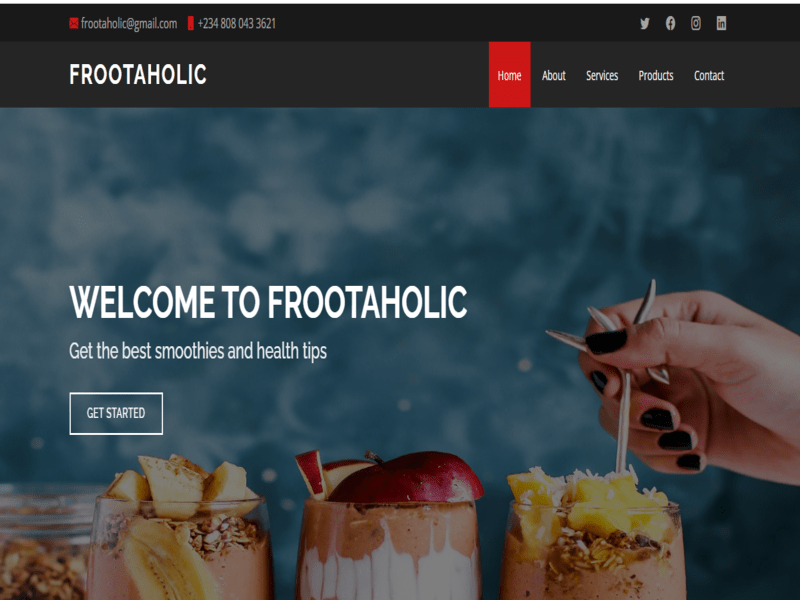 frootaholic@gmail.com +234 808 043 3621
FROOTAHOLIC
Home About Services Products Contact
WELCOME TO FROOTAHOLIC
Get the best smoothies and health tips
GET STARTED